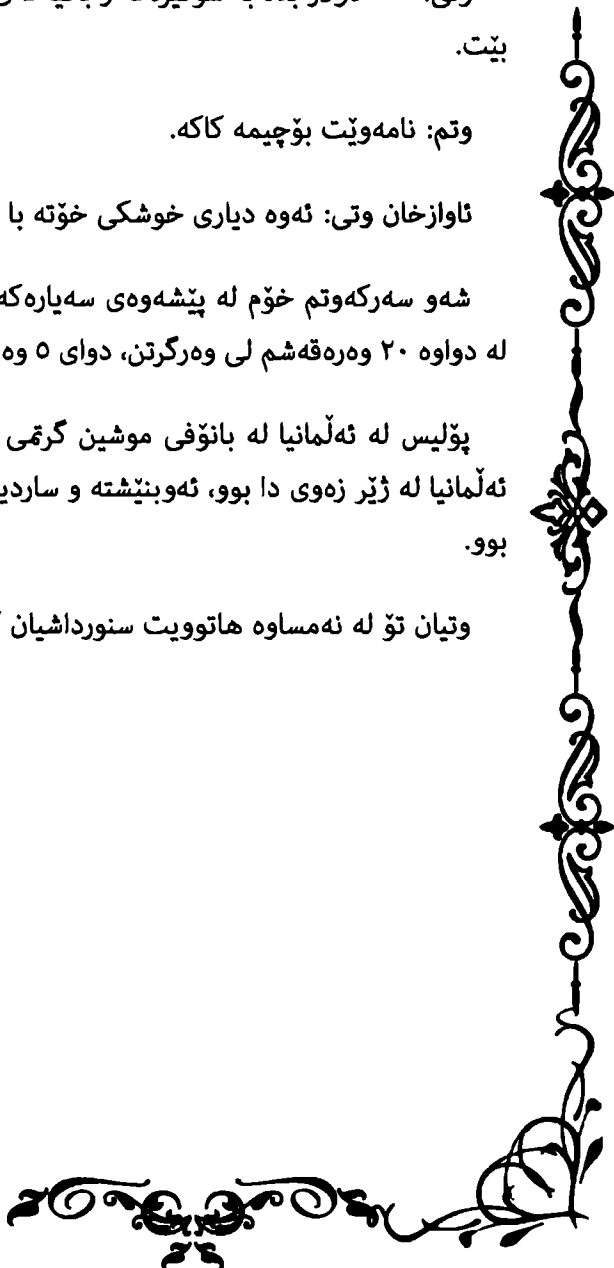 بێت.
وتم: نامەوێت بۆچیمە کاکە.
ئاوازخان وتی: ئەوە دیاری خوشکی خۆتە با
شەو سەرکەوتم خۆم لە پێشەوەی سەیارەکە
لە دواوە ٢٠ وەرەقەشم لی وەرگرتن، دوای ٥ وە
پۆلیس لە ئەڵمانیا لە بانۆفی موشین گرتمی
ئەڵمانیا لە ژێر زەوی دا بوو، ئەوبنێشتە و ساردی
بوو.
وتیان تۆ لە نەمساوە هاتوویت سنورداشیان